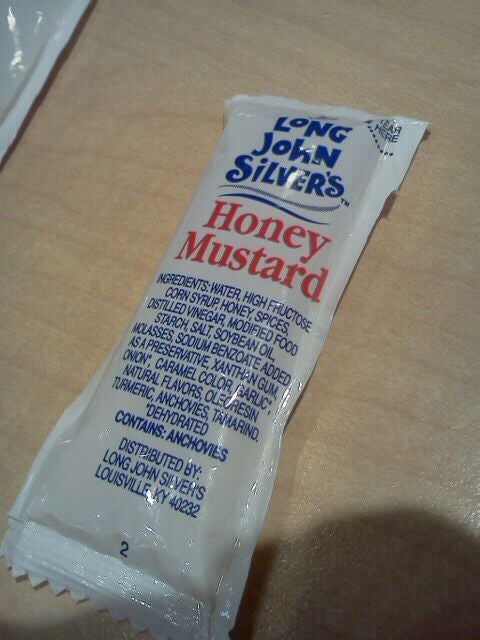 LONG
JOHN
SILVER'S™
TEAR
HERE
Honey
Mustard
INGREDIENTS: WATER, HIGH FRUCTOSE
CORN SYRUP, HONEY, SPICES,
DISTILLED VINEGAR, MODIFIED FOOD
STARCH, SALT, SOYBEAN OIL,
MOLASSES, SODIUM BENZOATE ADDED
AS A PRESERVATIVE, XANTHAN GUM,
ONION*, CARAMEL COLOR, GARLIC*,
NATURAL FLAVORS, OLEORESIN
TURMERIC, ANCHOVIES, TAMARIND.
*DEHYDRATED
CONTAINS: ANCHOVIES
DISTRIBUTED BY:
LONG JOHN SILVER'S
LOUISVILLE, KY 40232
2